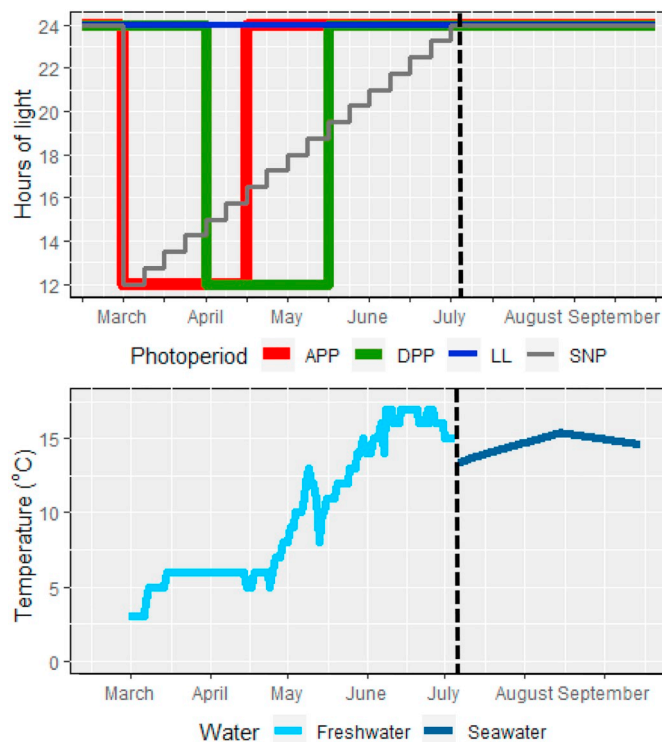 24
22
20
18
16
14
12
Hours of light
March April May June July August September
Photoperiod APP DPP LL SNP
15
10
5
0
Temperature (°C)
March April May June July August September
Water Freshwater Seawater